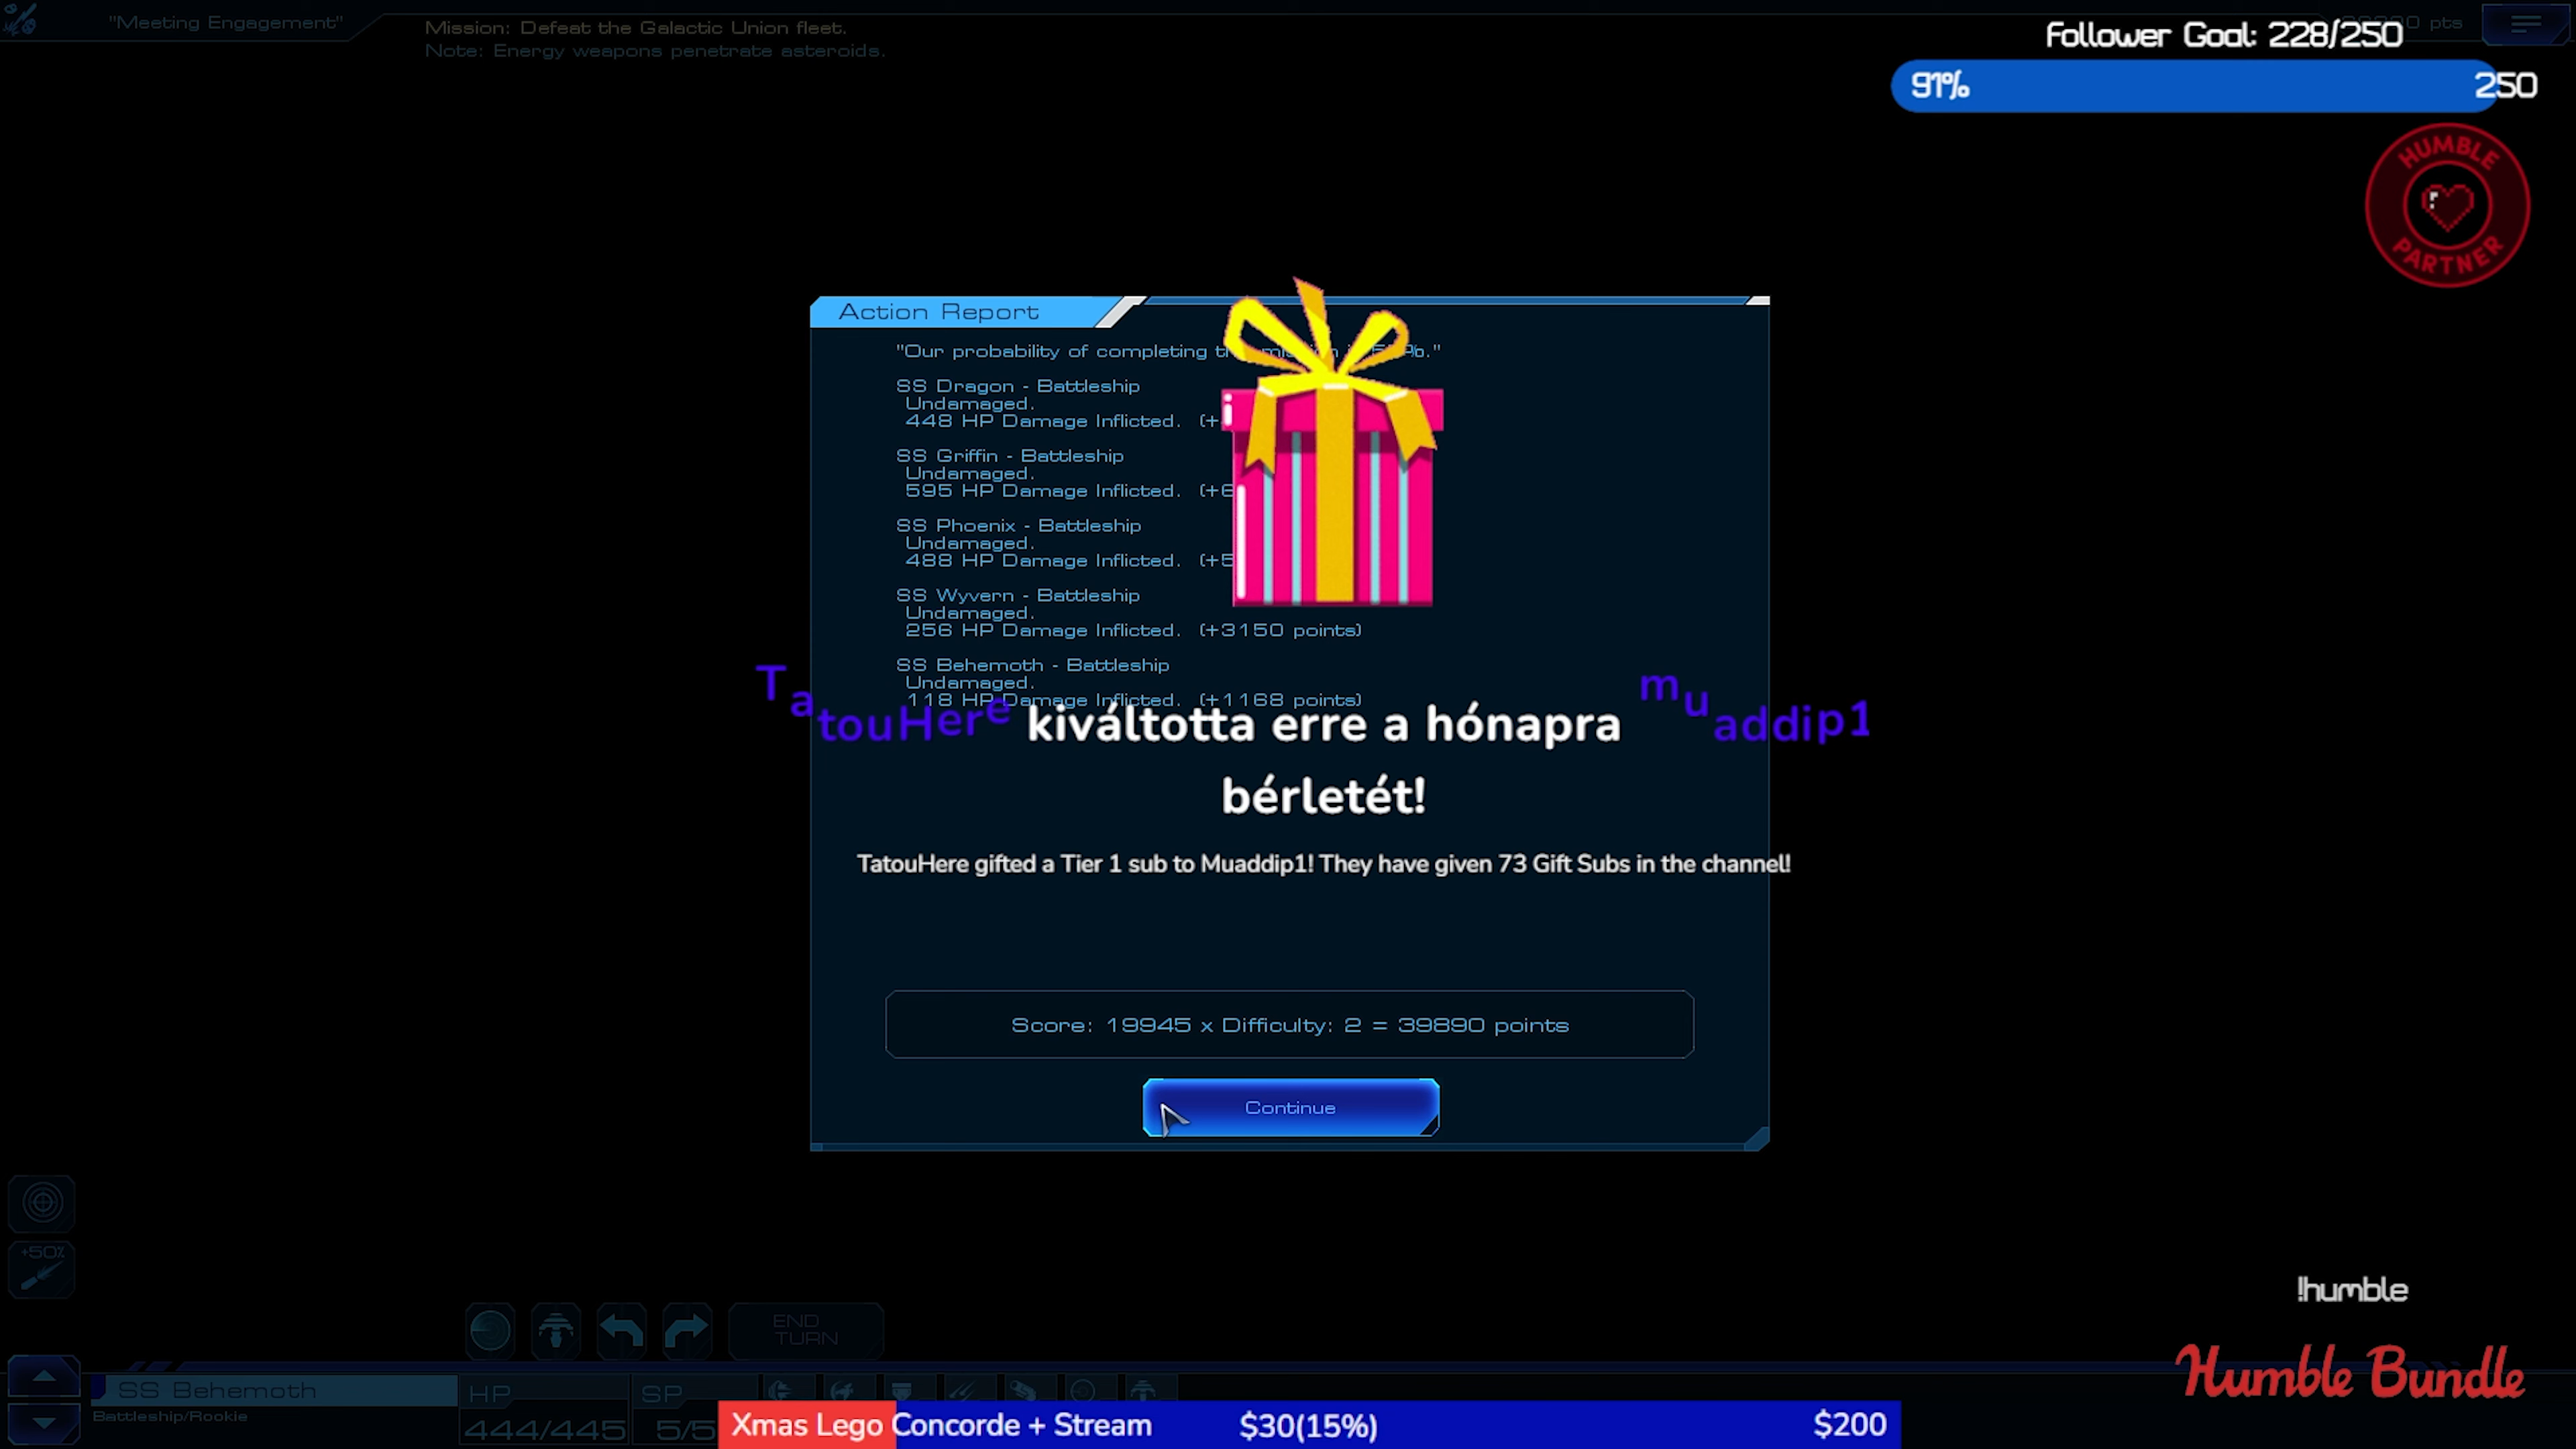 "Meeting Engagement"
Mission: Defeat the Galactic Union fleet.
Note: Energy weapons penetrate asteroids.
pts
Follower Goal: 228/250
91%
250
HUMBLE
PARTNER
Action Report
"Our probability of completing
SS Dragon - Battleship
Undamaged.
448 HP Damage Inflicted. (+
SS Griffin - Battleship
Undamaged.
595 HP Damage Inflicted. (+6
SS Phoenix - Battleship
Undamaged.
488 HP Damage Inflicted. (+5
SS Wyvern - Battleship
Undamaged.
256 HP Damage Inflicted. (+3150 points)
SS Behemoth - Battleship
Undamaged.
118 HP Damage Inflicted. (+1168 points)
TatouHere kiváltotta erre a hónapra muaddip1
bérletét!
TatouHere gifted a Tier 1 sub to Muaddip1! They have given 73 Gift Subs in the channel!
Score: 19945 x Difficulty: 2 = 39890 points
Continue
+50%
END
TURN
!humble
Humble Bundle
SS Behemoth
Battleship/Rookie
HP
444/445
SP
5/5
Xmas Lego Concorde + Stream $30(15%) $200